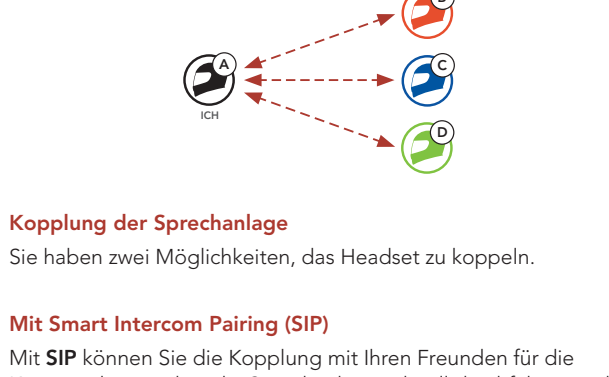 B
A
C
ICH
D
Kopplung der Sprechanlage
Sie haben zwei Möglichkeiten, das Headset zu koppeln.
Mit Smart Intercom Pairing (SIP)
Mit SIP können Sie die Kopplung mit Ihren Freunden für die